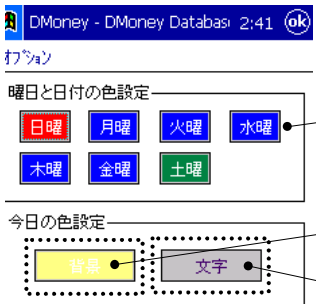 DMoney - DMoney Databas 2:41 ok
オプション
曜日と日付の色設定
日曜 月曜 火曜 水曜
木曜 金曜 土曜
今日の色設定
背景 文字